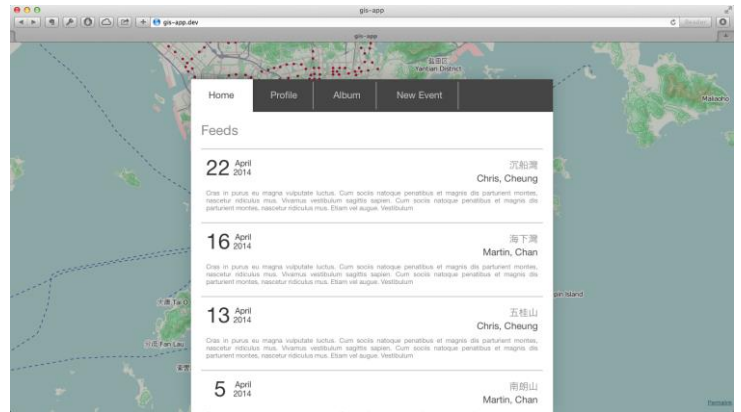 gis-app
gis-app.dev
Reader
gis-app
盐田区
Yantian District
Makaoho
Home
Profile
Album
New Event
Feeds
22 April 2014
沉船灣
Chris, Cheung
Cras in purus eu magna vulputate luctus. Cum sociis natoque penatibus et magnis dis parturient montes,
nascetur ridiculus mus. Vivamus vestibulum sagittis sapien. Cum sociis natoque penatibus et magnis dis
parturient montes, nascetur ridiculus mus. Etiam vel augue. Vestibulum
16 April 2014
海下灣
Martin, Chan
Cras in purus eu magna vulputate luctus. Cum sociis natoque penatibus et magnis dis parturient montes,
nascetur ridiculus mus. Vivamus vestibulum sagittis sapien. Cum sociis natoque penatibus et magnis dis
parturient montes, nascetur ridiculus mus. Etiam vel augue. Vestibulum
13 April 2014
五桂山
Chris, Cheung
Cras in purus eu magna vulputate luctus. Cum sociis natoque penatibus et magnis dis parturient montes,
nascetur ridiculus mus. Vivamus vestibulum sagittis sapien. Cum sociis natoque penatibus et magnis dis
parturient montes, nascetur ridiculus mus. Etiam vel augue. Vestibulum
5 April 2014
南朗山
Martin, Chan
Tai O
Fan Lau
pin Island
Permalink